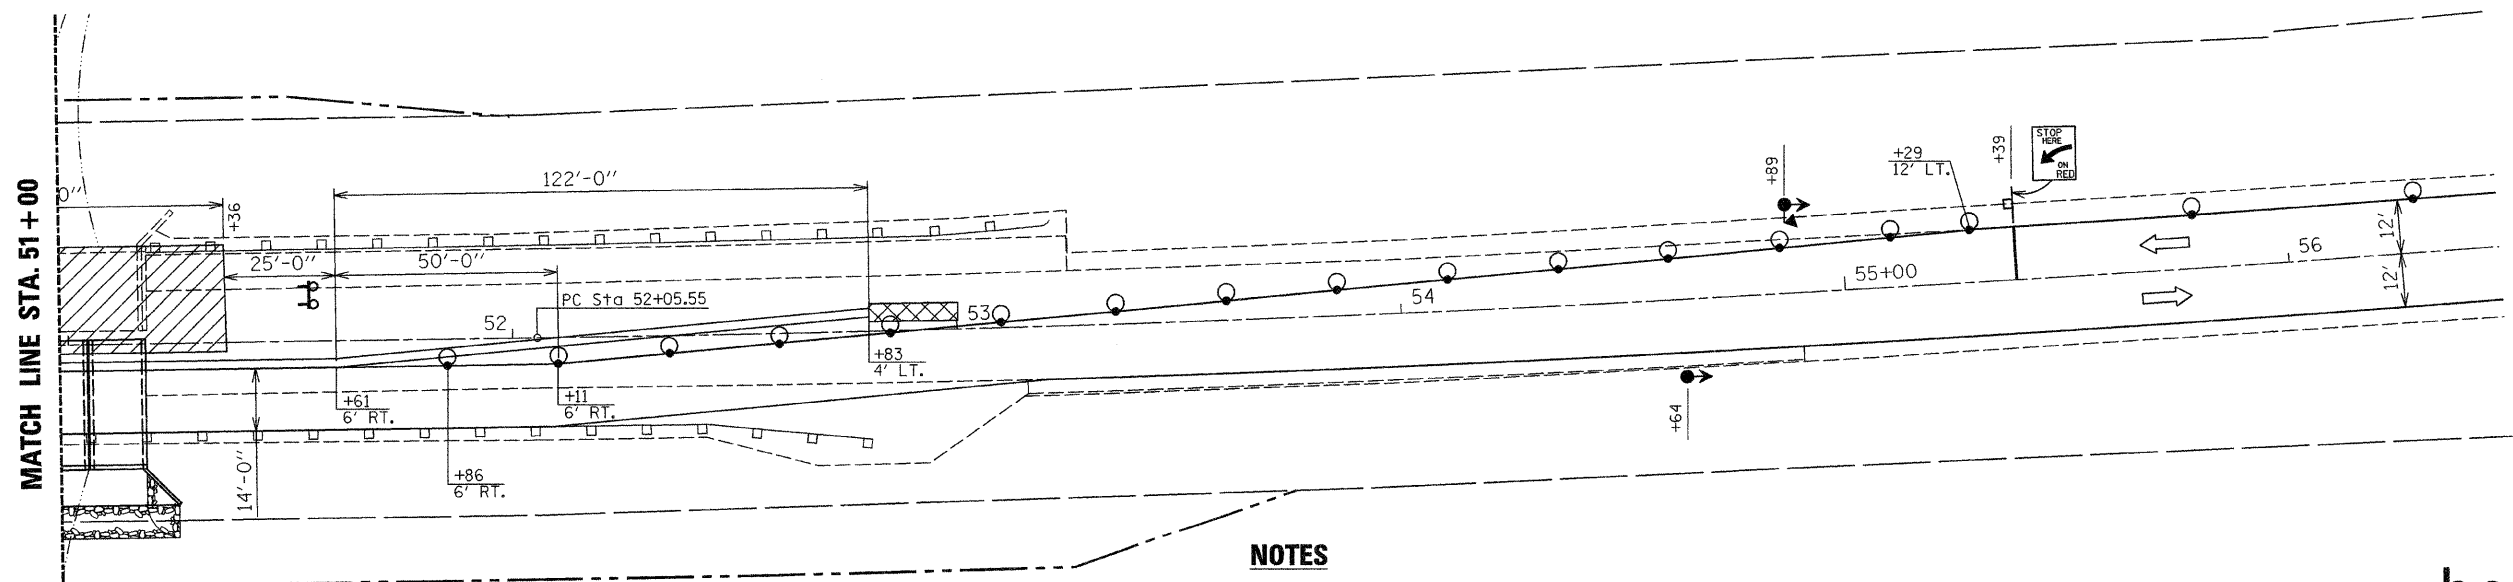 MATCH LINE STA. 51+00
0''
+36
122'-0''
25'-0''
50'-0''
PC Sta 52+05.55
52
53
54
55+00
56
+89
+29
12' LT.
+39
STOP
HERE
ON
RED
12'
12'
+83
4' LT.
+61
6' RT.
+11
6' RT.
+86
6' RT.
14'-0''
+64
NOTES